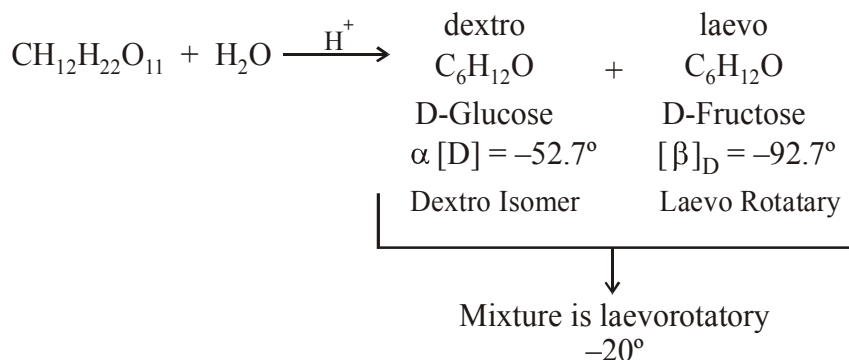 dextro laevo
CH₁₂H₂₂O₁₁ + H₂O H⁺ C₆H₁₂O + C₆H₁₂O
D-Glucose D-Fructose
α [D] = –52.7º [β]D = –92.7º
Dextro Isomer Laevo Rotatary
Mixture is laevorotatory
–20º